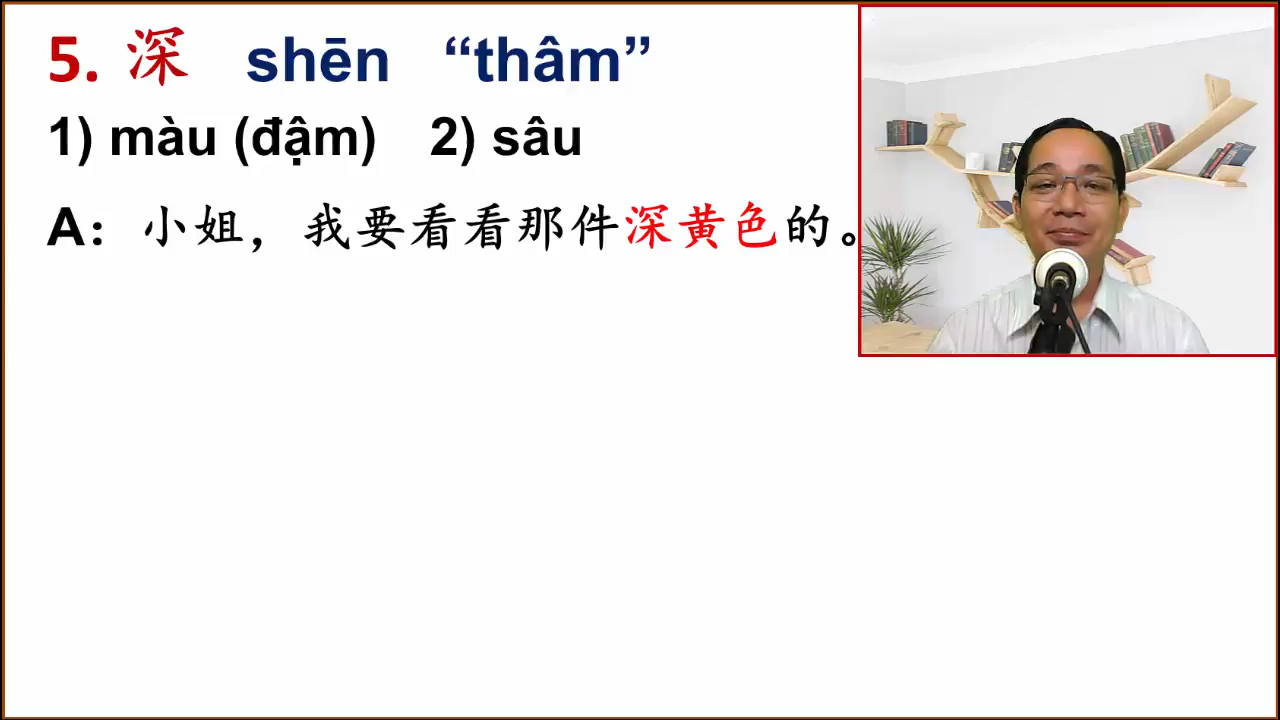 5. 深 shēn “thâm”
1) màu (đậm) 2) sâu
A：小姐，我要看看那件深黄色的。